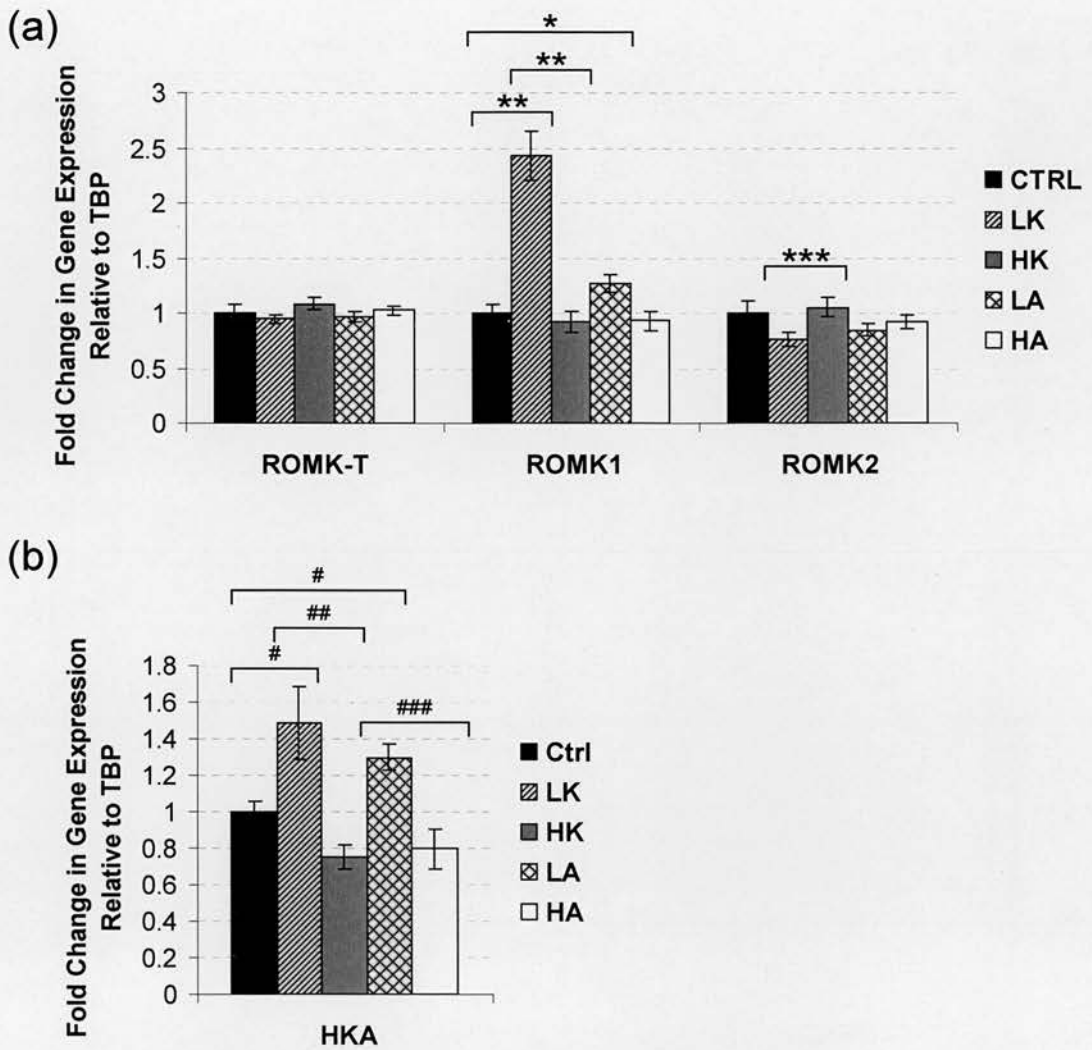 (a)
*
**
**
***
3
2.5
2
1.5
1
0.5
0
Fold Change in Gene Expression
Relative to TBP
ROMK-T
ROMK1
ROMK2
CTRL
LK
HK
LA
HA
(b)
#
##
#
###
1.8
1.6
1.4
1.2
1
0.8
0.6
0.4
0.2
0
Fold Change in Gene Expression
Relative to TBP
HKA
Ctrl
LK
HK
LA
HA